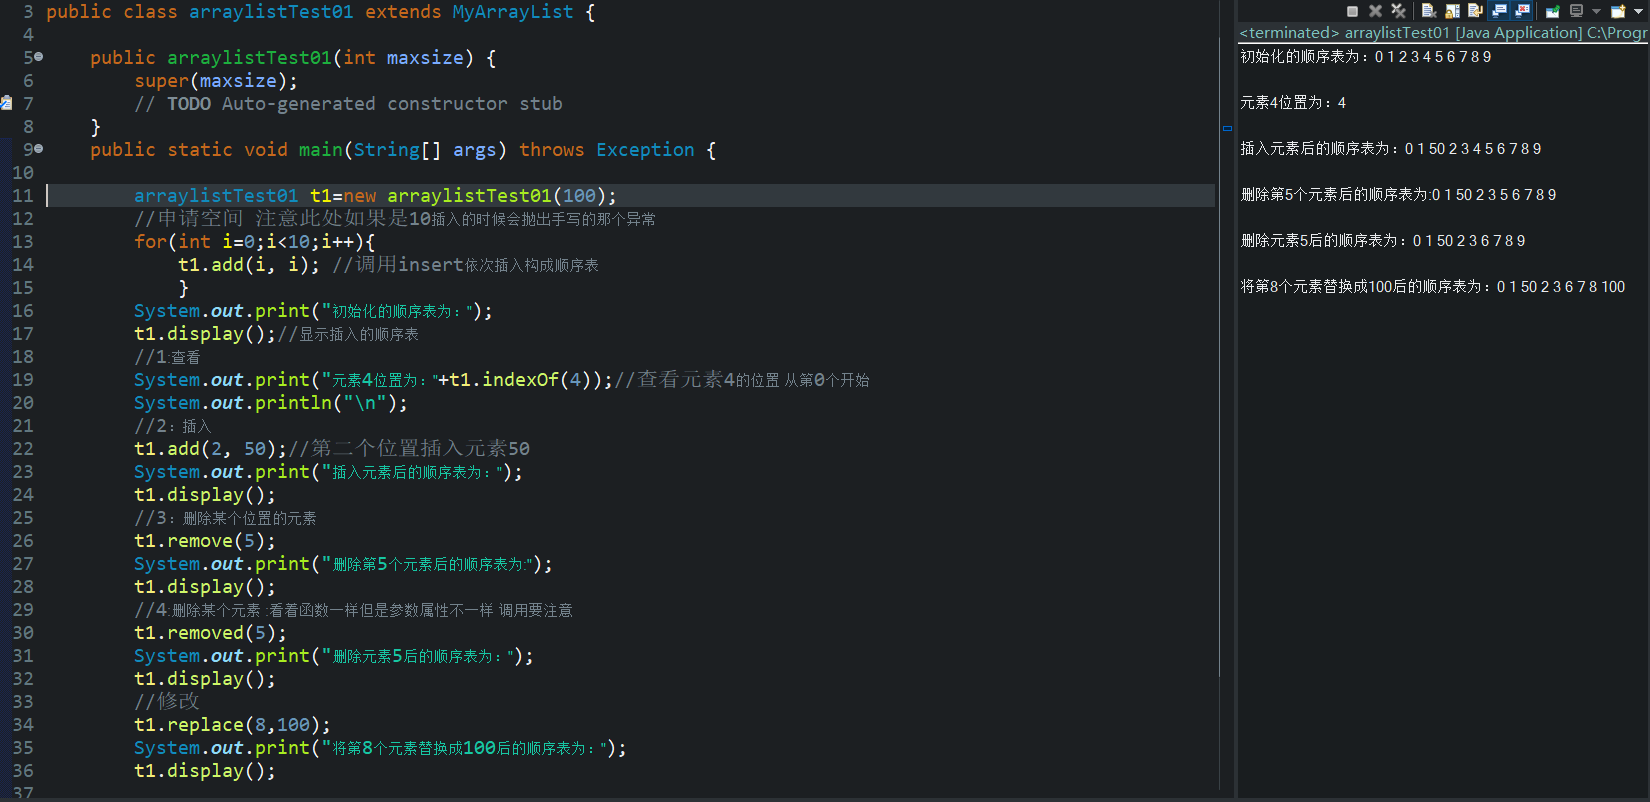 3 public class arraylistTest01 extends MyArrayList {
4
5 public arraylistTest01(int maxsize) {
6 super(maxsize);
7 // TODO Auto-generated constructor stub
8 }
9 public static void main(String[] args) throws Exception {
10
11 arraylistTest01 t1=new arraylistTest01(100);
12 //申请空间 注意此处如果是10插入的时候会抛出手写的那个异常
13 for(int i=0;i<10;i++){
14 t1.add(i, i); //调用insert依次插入构成顺序表
15 }
16 System.out.print("初始化的顺序表为：");
17 t1.display();//显示插入的顺序表
18 //1:查看
19 System.out.print("元素4位置为："+t1.indexOf(4));//查看元素4的位置 从第0个开始
20 System.out.println("\n");
21 //2：插入
22 t1.add(2, 50);//第二个位置插入元素50
23 System.out.print("插入元素后的顺序表为：");
24 t1.display();
25 //3：删除某个位置的元素
26 t1.remove(5);
27 System.out.print("删除第5个元素后的顺序表为:");
28 t1.display();
29 //4:删除某个元素 :看着函数一样但是参数属性不一样 调用要注意
30 t1.removed(5);
31 System.out.print("删除元素5后的顺序表为：");
32 t1.display();
33 //修改
34 t1.replace(8,100);
35 System.out.print("将第8个元素替换成100后的顺序表为：");
36 t1.display();
37
<terminated> arraylistTest01 [Java Application] C:\Progr
初始化的顺序表为：0 1 2 3 4 5 6 7 8 9
元素4位置为：4
插入元素后的顺序表为：0 1 50 2 3 4 5 6 7 8 9
删除第5个元素后的顺序表为:0 1 50 2 3 5 6 7 8 9
删除元素5后的顺序表为：0 1 50 2 3 6 7 8 9
将第8个元素替换成100后的顺序表为：0 1 50 2 3 6 7 8 100